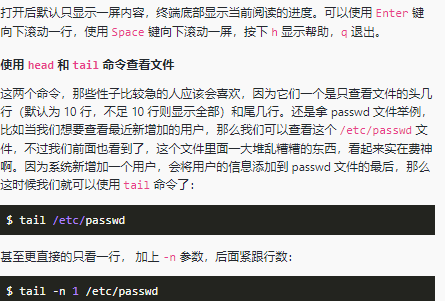 打开后默认只显示一屏内容，终端底部显示当前阅读的进度。可以使用 Enter 键
向下滚动一行，使用 Space 键向下滚动一屏，按下 h 显示帮助，q 退出。
使用 head 和 tail 命令查看文件
这两个命令，那些性子比较急的人应该会喜欢，因为它们一个是只查看文件的头几
行（默认为 10 行，不足 10 行则显示全部）和尾几行。还是拿 passwd 文件举例，
比如当我们想要查看最近新增加的用户，那么我们可以查看这个 /etc/passwd 文
件，不过我们前面也看到了，这个文件里面一大堆乱糟糟的东西，看起来实在费神
啊。因为系统新增加一个用户，会将用户的信息添加到 passwd 文件的最后，那么
这时候我们就可以使用 tail 命令了：
$ tail /etc/passwd
甚至更直接的只看一行， 加上 -n 参数，后面紧跟行数：
$ tail -n 1 /etc/passwd